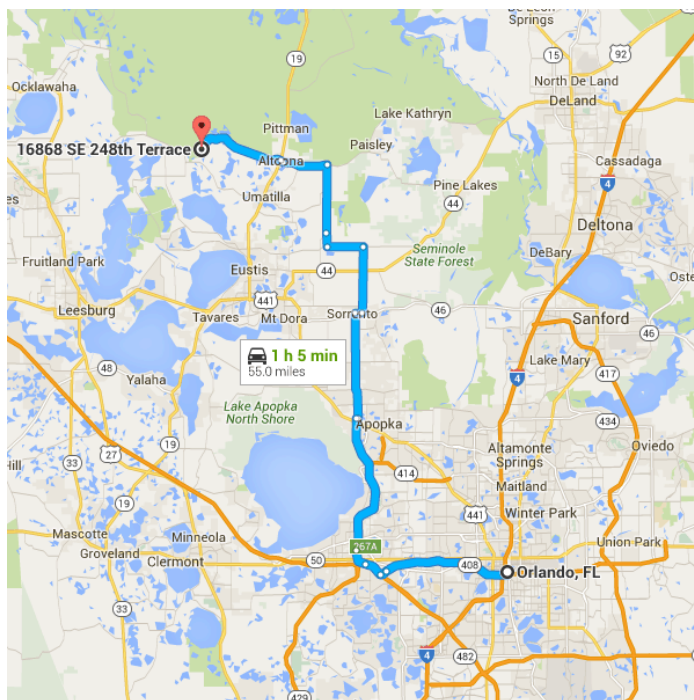 De Leon
Springs
19
15
92
Ocklawaha
North De Land
DeLand
Lake Kathryn
Pittman
16868 SE 248th Terrace
Paisley
Altoona
Cassadaga
4
Umatilla
Pine Lakes
44
Deltona
Seminole
State Forest
DeBary
Fruitland Park
Eustis
44
Oste
441
Leesburg
Tavares
Mt Dora
Sorrento
46
Sanford
46
1 h 5 min
55.0 miles
Lake Mary
417
48
Yalaha
4
Lake Apopka
North Shore
Apopka
434
Oviedo
19
Altamonte
Springs
Hill
33
27
414
Maitland
19
441
Winter Park
Mascotte
Minneola
267A
Union Park
Groveland
Clermont
50
408
Orlando, FL
33
4
482
429